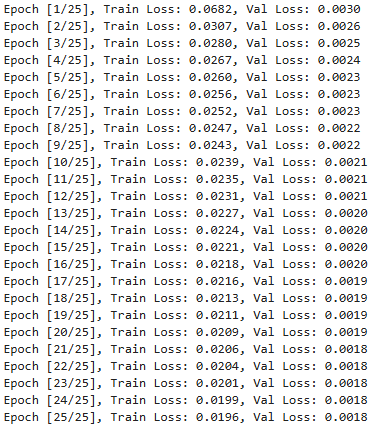 Epoch [1/25], Train Loss: 0.0682, Val Loss: 0.0030
Epoch [2/25], Train Loss: 0.0307, Val Loss: 0.0026
Epoch [3/25], Train Loss: 0.0280, Val Loss: 0.0025
Epoch [4/25], Train Loss: 0.0267, Val Loss: 0.0024
Epoch [5/25], Train Loss: 0.0260, Val Loss: 0.0023
Epoch [6/25], Train Loss: 0.0256, Val Loss: 0.0023
Epoch [7/25], Train Loss: 0.0252, Val Loss: 0.0023
Epoch [8/25], Train Loss: 0.0247, Val Loss: 0.0022
Epoch [9/25], Train Loss: 0.0243, Val Loss: 0.0022
Epoch [10/25], Train Loss: 0.0239, Val Loss: 0.0021
Epoch [11/25], Train Loss: 0.0235, Val Loss: 0.0021
Epoch [12/25], Train Loss: 0.0231, Val Loss: 0.0021
Epoch [13/25], Train Loss: 0.0227, Val Loss: 0.0020
Epoch [14/25], Train Loss: 0.0224, Val Loss: 0.0020
Epoch [15/25], Train Loss: 0.0221, Val Loss: 0.0020
Epoch [16/25], Train Loss: 0.0218, Val Loss: 0.0020
Epoch [17/25], Train Loss: 0.0216, Val Loss: 0.0019
Epoch [18/25], Train Loss: 0.0213, Val Loss: 0.0019
Epoch [19/25], Train Loss: 0.0211, Val Loss: 0.0019
Epoch [20/25], Train Loss: 0.0209, Val Loss: 0.0019
Epoch [21/25], Train Loss: 0.0206, Val Loss: 0.0018
Epoch [22/25], Train Loss: 0.0204, Val Loss: 0.0018
Epoch [23/25], Train Loss: 0.0201, Val Loss: 0.0018
Epoch [24/25], Train Loss: 0.0199, Val Loss: 0.0018
Epoch [25/25], Train Loss: 0.0196, Val Loss: 0.0018